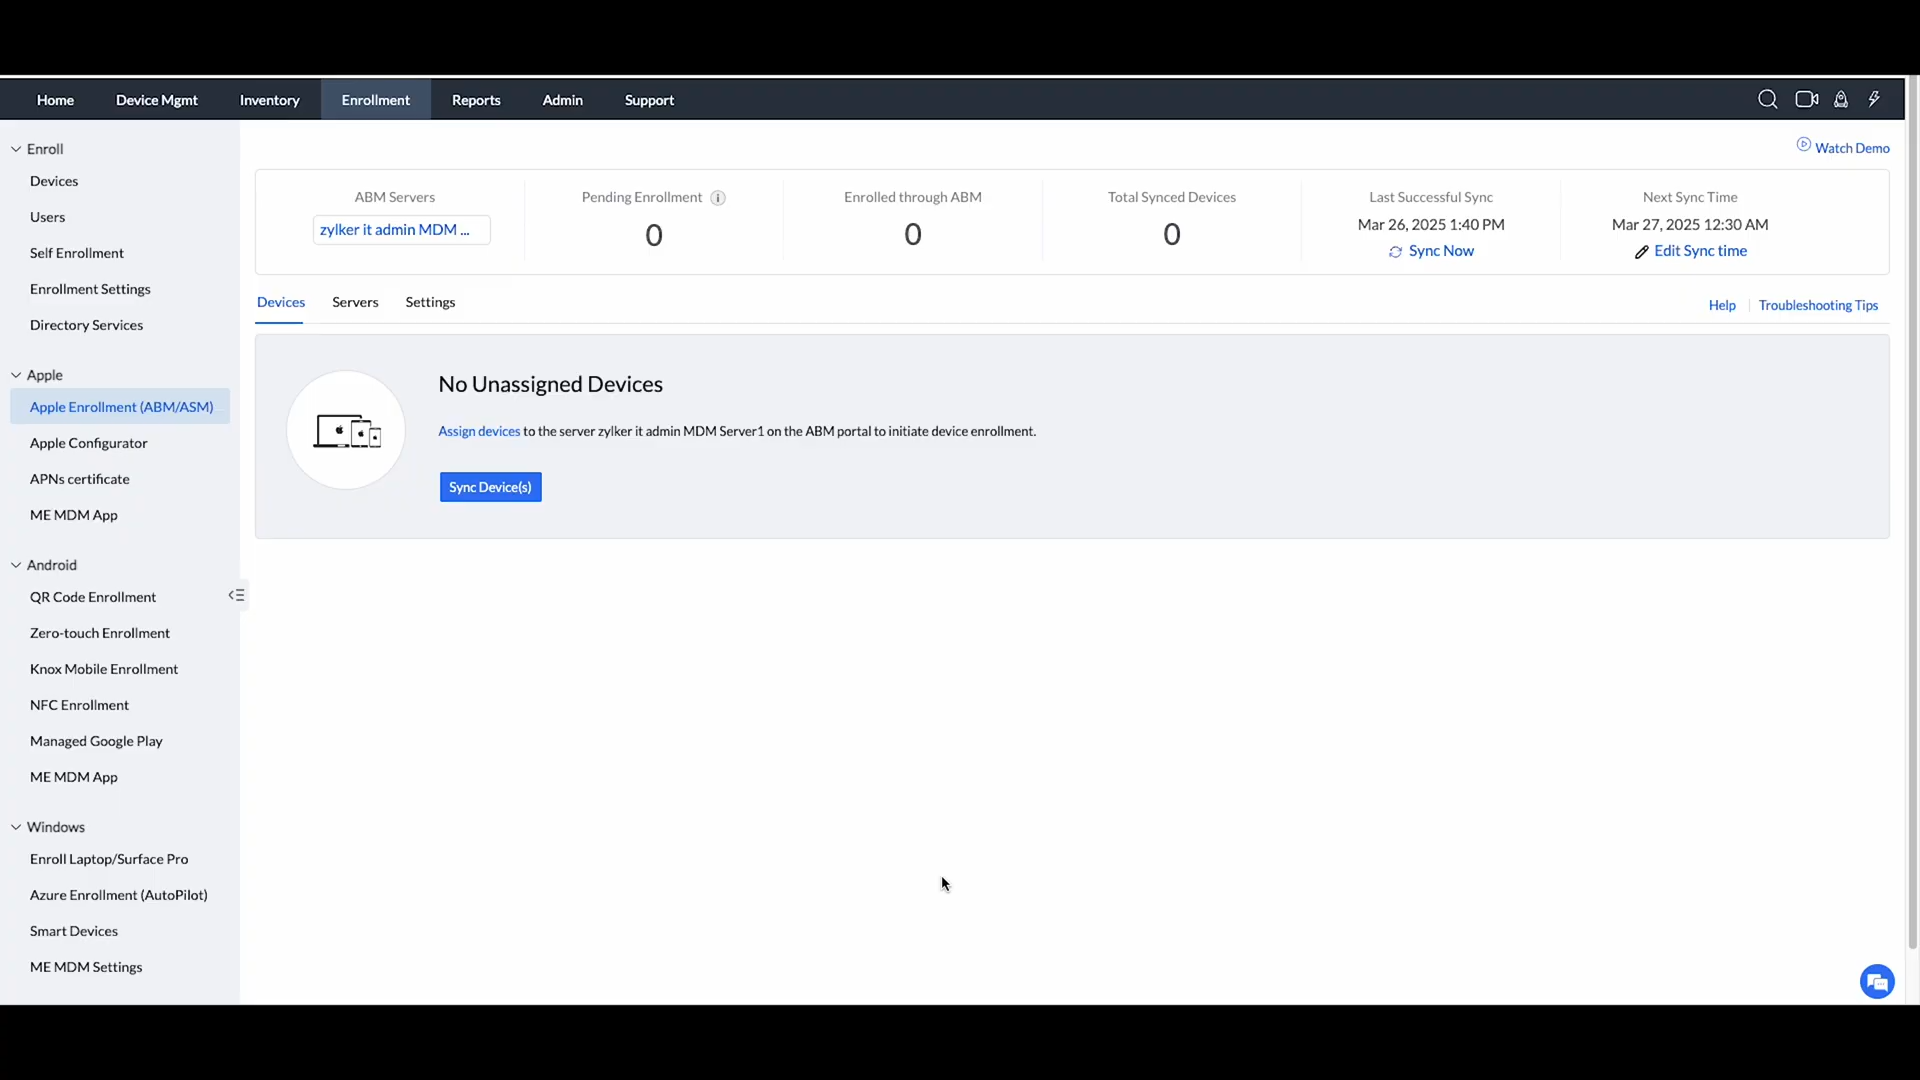 Home Device Mgmt Inventory Enrollment Reports Admin Support
Watch Demo
Enroll
Devices
Users
Self Enrollment
Enrollment Settings
Directory Services
Apple
Apple Enrollment (ABM/ASM)
Apple Configurator
APNs certificate
ME MDM App
Android
QR Code Enrollment
Zero-touch Enrollment
Knox Mobile Enrollment
NFC Enrollment
Managed Google Play
ME MDM App
Windows
Enroll Laptop/Surface Pro
Azure Enrollment (AutoPilot)
Smart Devices
ME MDM Settings
ABM Servers
zylker it admin MDM ...
Pending Enrollment
0
Enrolled through ABM
0
Total Synced Devices
0
Last Successful Sync
Mar 26, 2025 1:40 PM
Sync Now
Next Sync Time
Mar 27, 2025 12:30 AM
Edit Sync time
Devices Servers Settings
Help Troubleshooting Tips
No Unassigned Devices
Assign devices to the server zylker it admin MDM Server1 on the ABM portal to initiate device enrollment.
Sync Device(s)